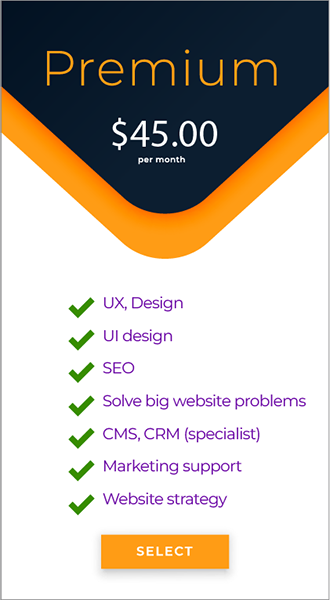 Premium
$45.00
per month
UX, Design
UI design
SEO
Solve big website problems
CMS, CRM (specialist)
Marketing support
Website strategy
SELECT